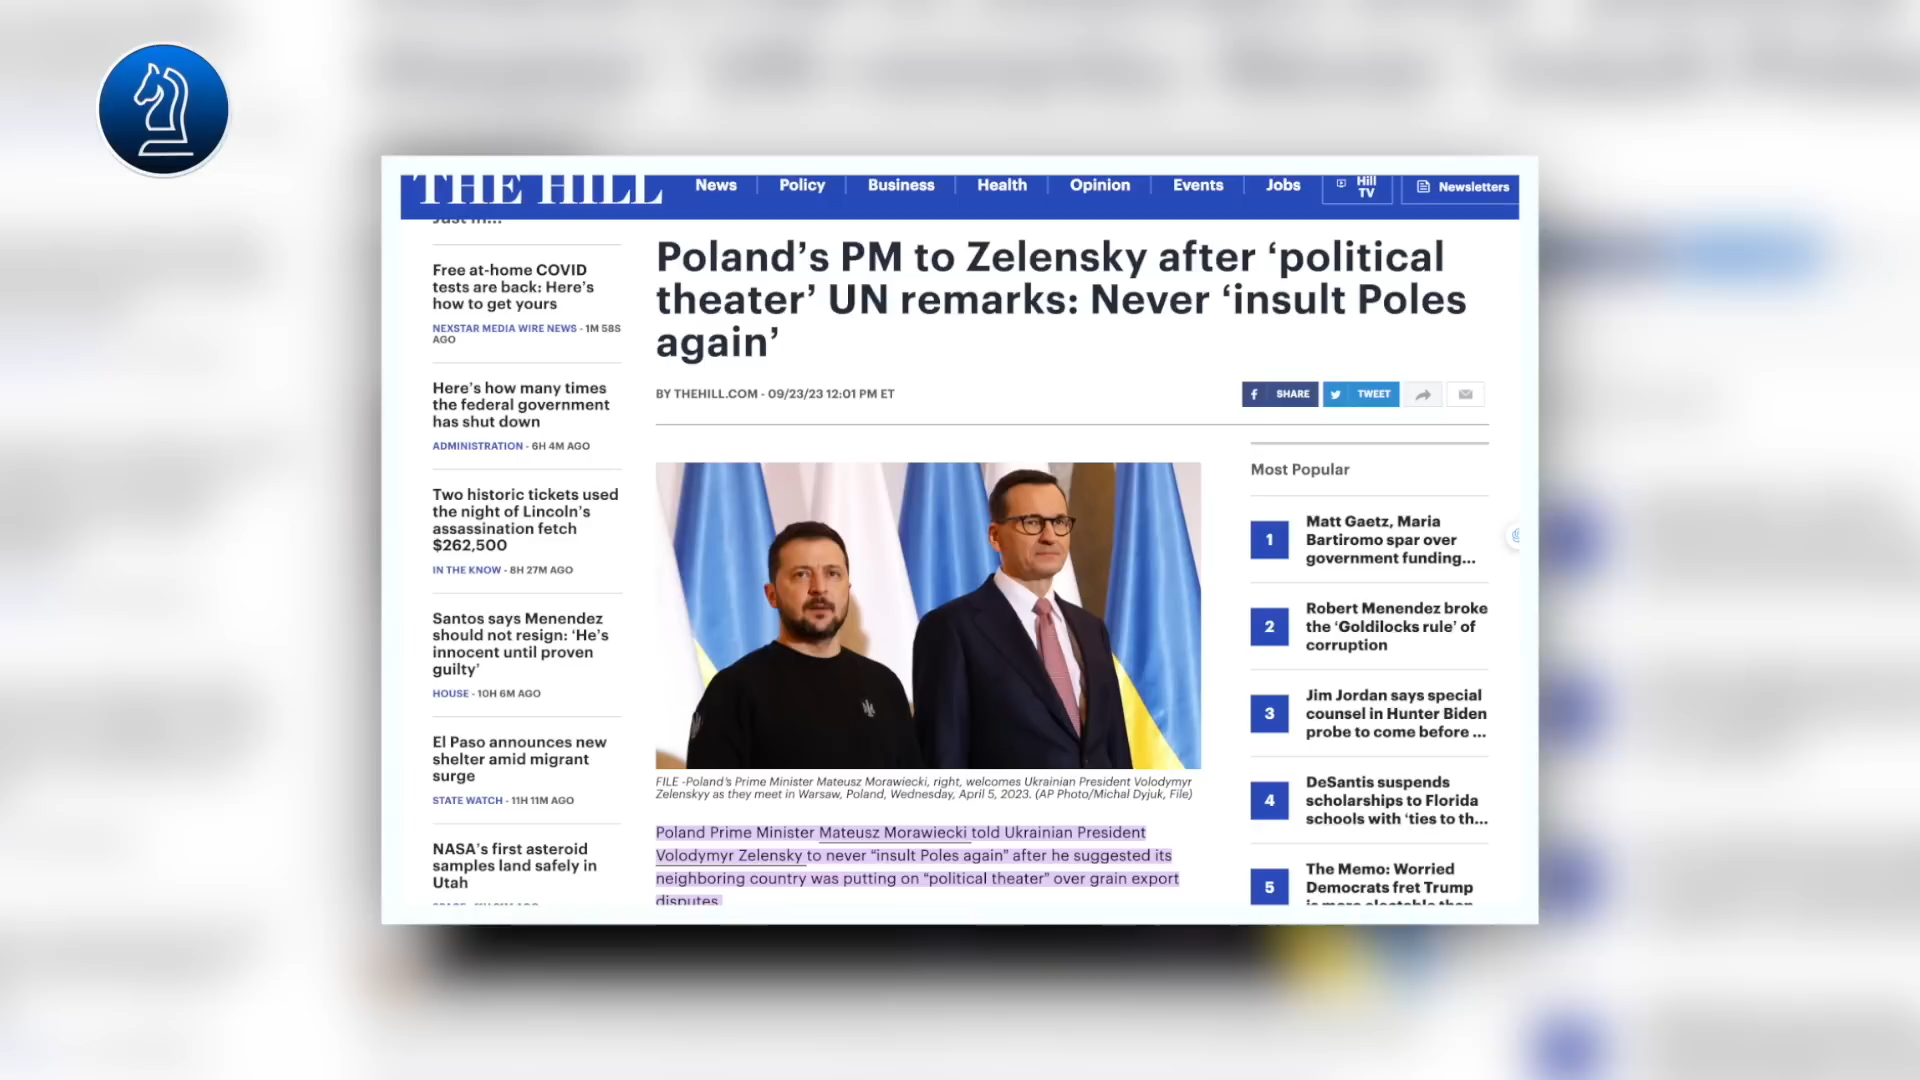 THE HILL
News
Policy
Business
Health
Opinion
Events
Jobs
Hill
TV
Newsletters
Just in...
Free at-home COVID
tests are back: Here’s
how to get yours
NEXSTAR MEDIA WIRE NEWS - 1M 58S
AGO
Here’s how many times
the federal government
has shut down
ADMINISTRATION - 6H 4M AGO
Two historic tickets used
the night of Lincoln’s
assassination fetch
$262,500
IN THE KNOW - 8H 27M AGO
Santos says Menendez
should not resign: ‘He’s
innocent until proven
guilty’
HOUSE - 10H 6M AGO
El Paso announces new
shelter amid migrant
surge
STATE WATCH - 11H 11M AGO
NASA’s first asteroid
samples land safely in
Utah
Poland’s PM to Zelensky after ‘political
theater’ UN remarks: Never ‘insult Poles
again’
BY THEHILL.COM - 09/23/23 12:01 PM ET
SHARE
TWEET
FILE -Poland’s Prime Minister Mateusz Morawiecki, right, welcomes Ukrainian President Volodymyr
Zelenskyy as they meet in Warsaw, Poland, Wednesday, April 5, 2023. (AP Photo/Michal Dyjuk, File)
Poland Prime Minister Mateusz Morawiecki told Ukrainian President
Volodymyr Zelensky to never “insult Poles again” after he suggested its
neighboring country was putting on “political theater” over grain export
disputes.
Most Popular
1
Matt Gaetz, Maria
Bartiromo spar over
government funding...
2
Robert Menendez broke
the ‘Goldilocks rule’ of
corruption
3
Jim Jordan says special
counsel in Hunter Biden
probe to come before ...
4
DeSantis suspends
scholarships to Florida
schools with ‘ties to th...
5
The Memo: Worried
Democrats fret Trump
is more electable than